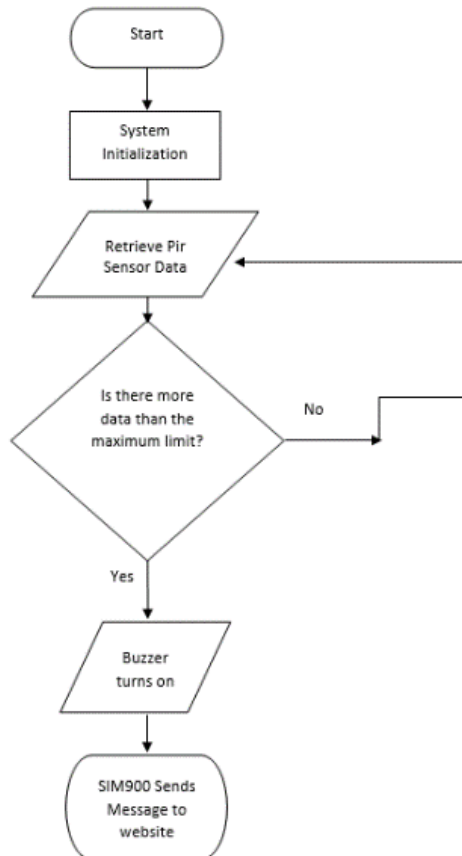 Start
System
Initialization
Retrieve Pir
Sensor Data
Is there more
data than the
maximum limit?
No
Yes
Buzzer
turns on
SIM900 Sends
Message to
website